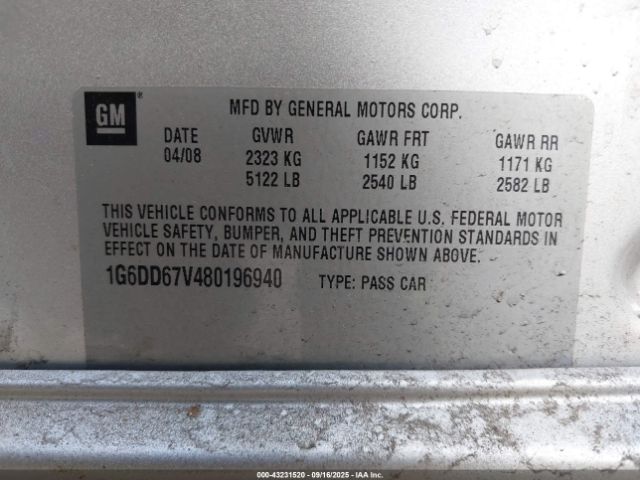 GM ®
MFD BY GENERAL MOTORS CORP.
DATE GVWR GAWR FRT GAWR RR
04/08 2323 KG 1152 KG 1171 KG
5122 LB 2540 LB 2582 LB
THIS VEHICLE CONFORMS TO ALL APPLICABLE U.S. FEDERAL MOTOR
VEHICLE SAFETY, BUMPER, AND THEFT PREVENTION STANDARDS IN
EFFECT ON THE DATE OF MANUFACTURE SHOWN ABOVE.
1G6DD67V480196940 TYPE: PASS CAR
000-43231520 - 09/16/2025 - IAA Inc.